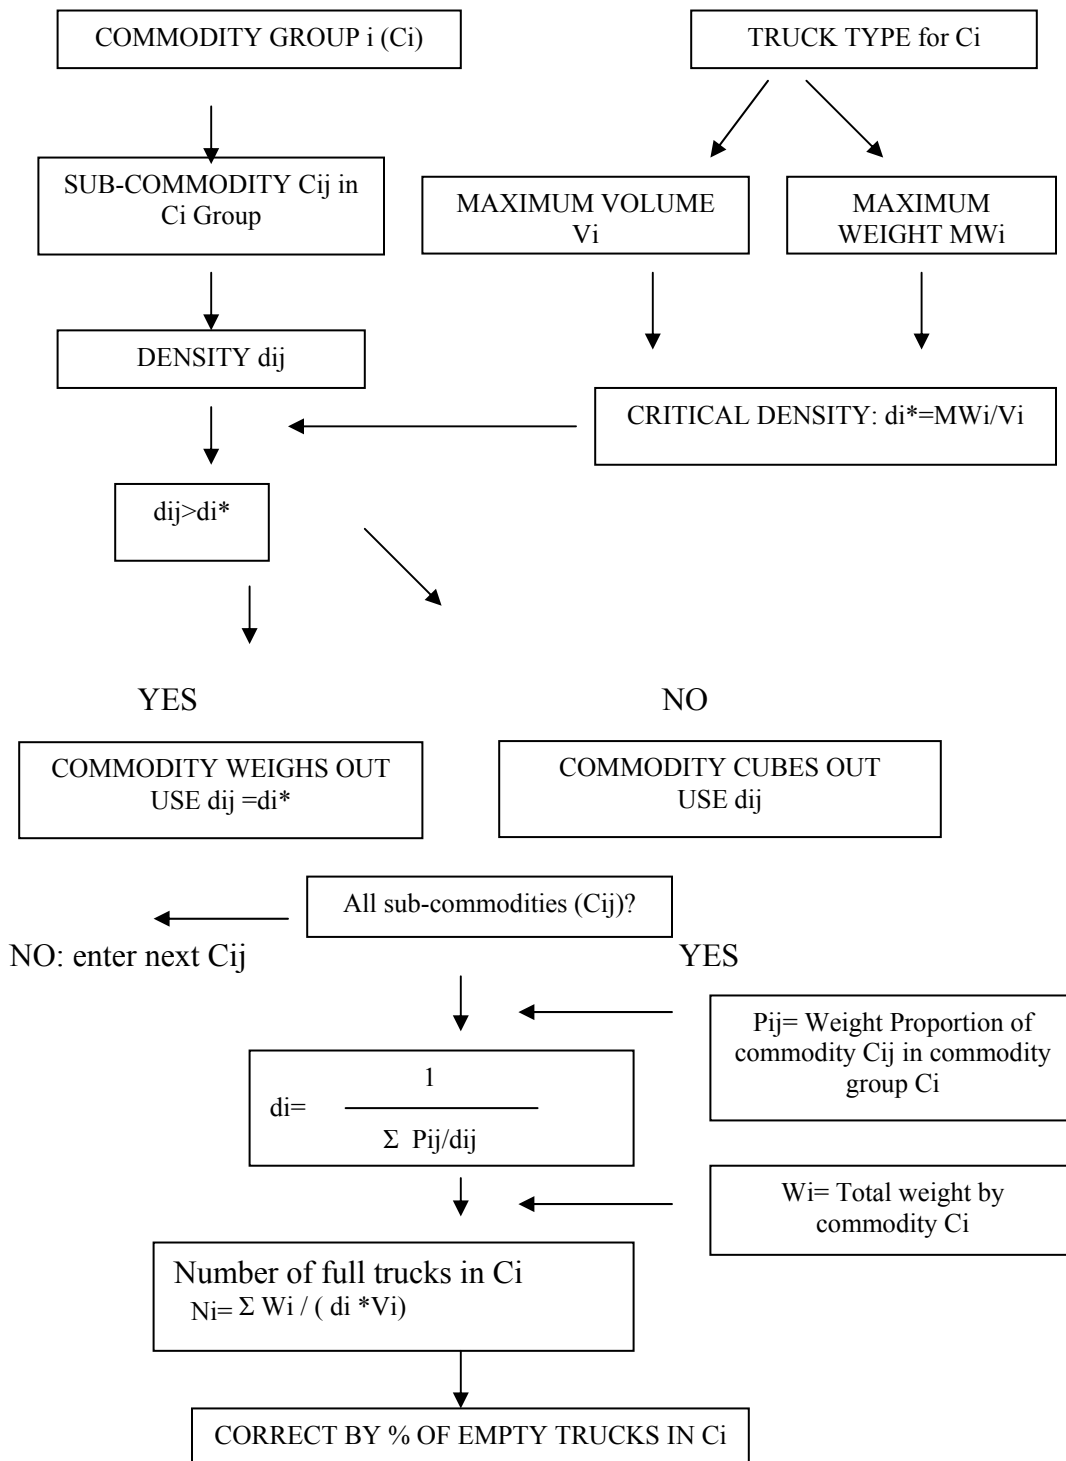 COMMODITY GROUP i (Ci)
TRUCK TYPE for Ci
SUB-COMMODITY Cij in
Ci Group
MAXIMUM VOLUME
Vi
MAXIMUM
WEIGHT MWi
DENSITY dij
CRITICAL DENSITY: di*=MWi/Vi
dij>di*
YES
NO
COMMODITY WEIGHS OUT
USE dij =di*
COMMODITY CUBES OUT
USE dij
All sub-commodities (Cij)?
NO: enter next Cij
YES
Pij= Weight Proportion of
commodity Cij in commodity
group Ci
1
di=
Σ Pij/dij
Wi= Total weight by
commodity Ci
Number of full trucks in Ci
Ni= Σ Wi / ( di *Vi)
CORRECT BY % OF EMPTY TRUCKS IN Ci